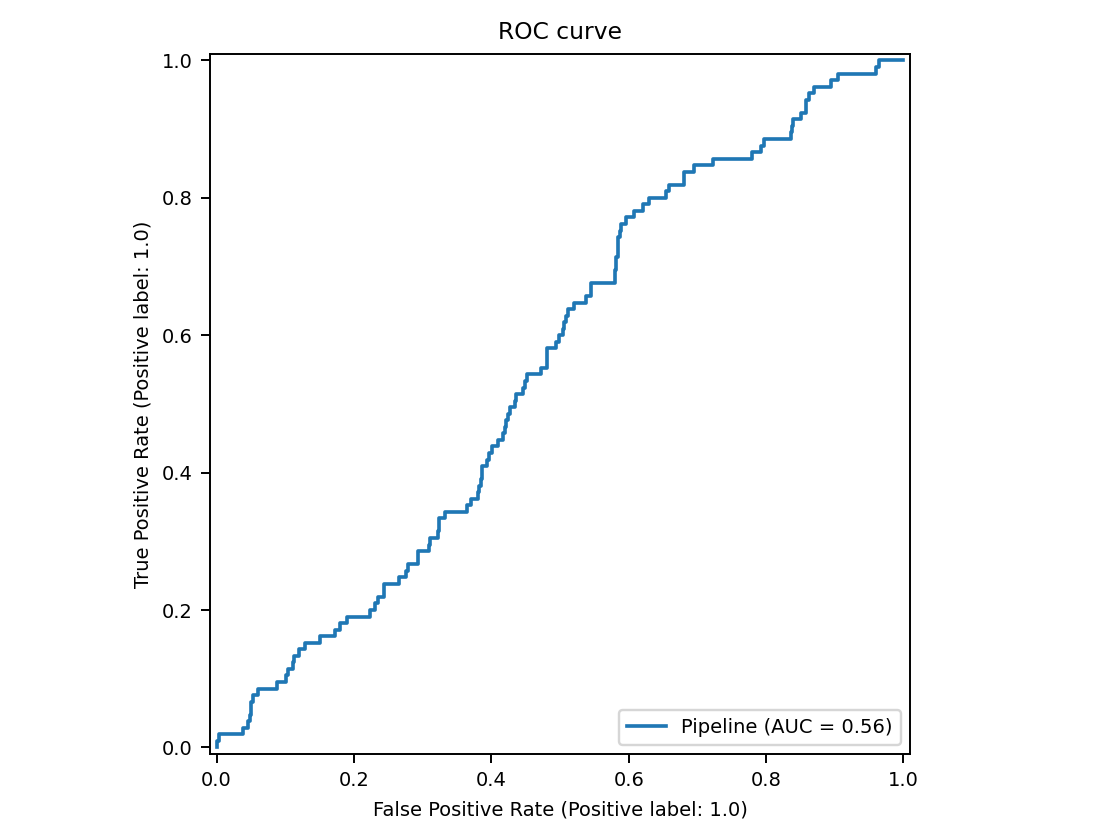 ROC curve
1.0
0.8
0.6
0.4
0.2
0.0
True Positive Rate (Positive label: 1.0)
Pipeline (AUC = 0.56)
0.0 0.2 0.4 0.6 0.8 1.0
False Positive Rate (Positive label: 1.0)